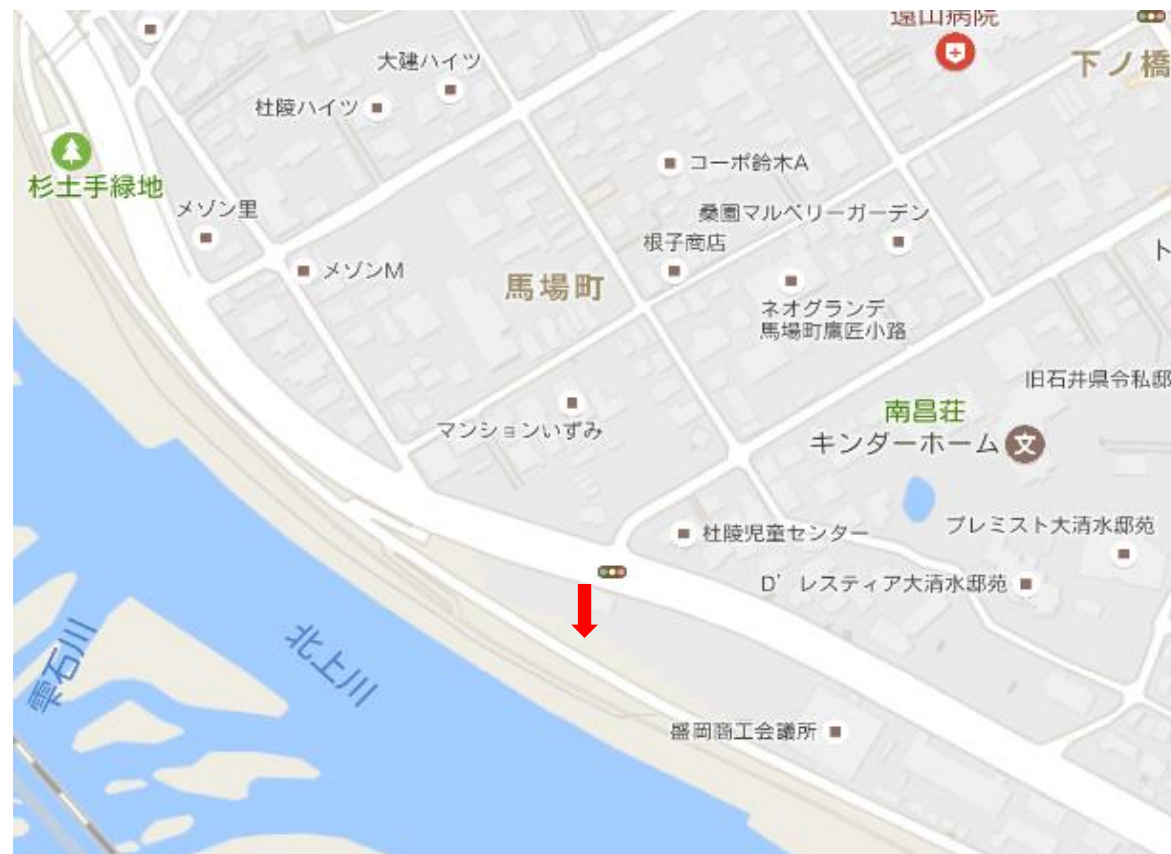 遠山病院
大建ハイツ
下ノ橋
杜陵ハイツ
コーポ鈴木A
杉土手緑地
メゾン里
桑園マルベリーガーデン
根子商店
メゾンM
馬場町
ト
ネオグランデ
馬場町鷹匠小路
旧石井県令私邸
南昌荘
マンションいずみ
キンダーホーム
文
杜陵児童センター
プレミスト大清水邸苑
D’レスティア大清水邸苑
北上川
雫石川
盛岡商工会議所